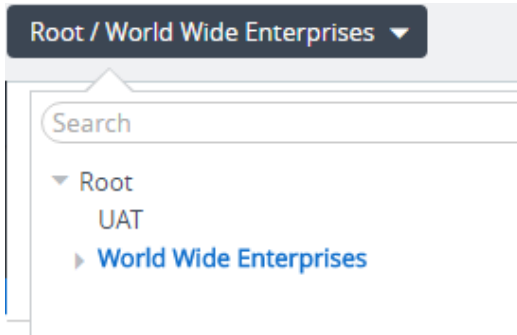 Root / World Wide Enterprises
Search
Root
UAT
World Wide Enterprises